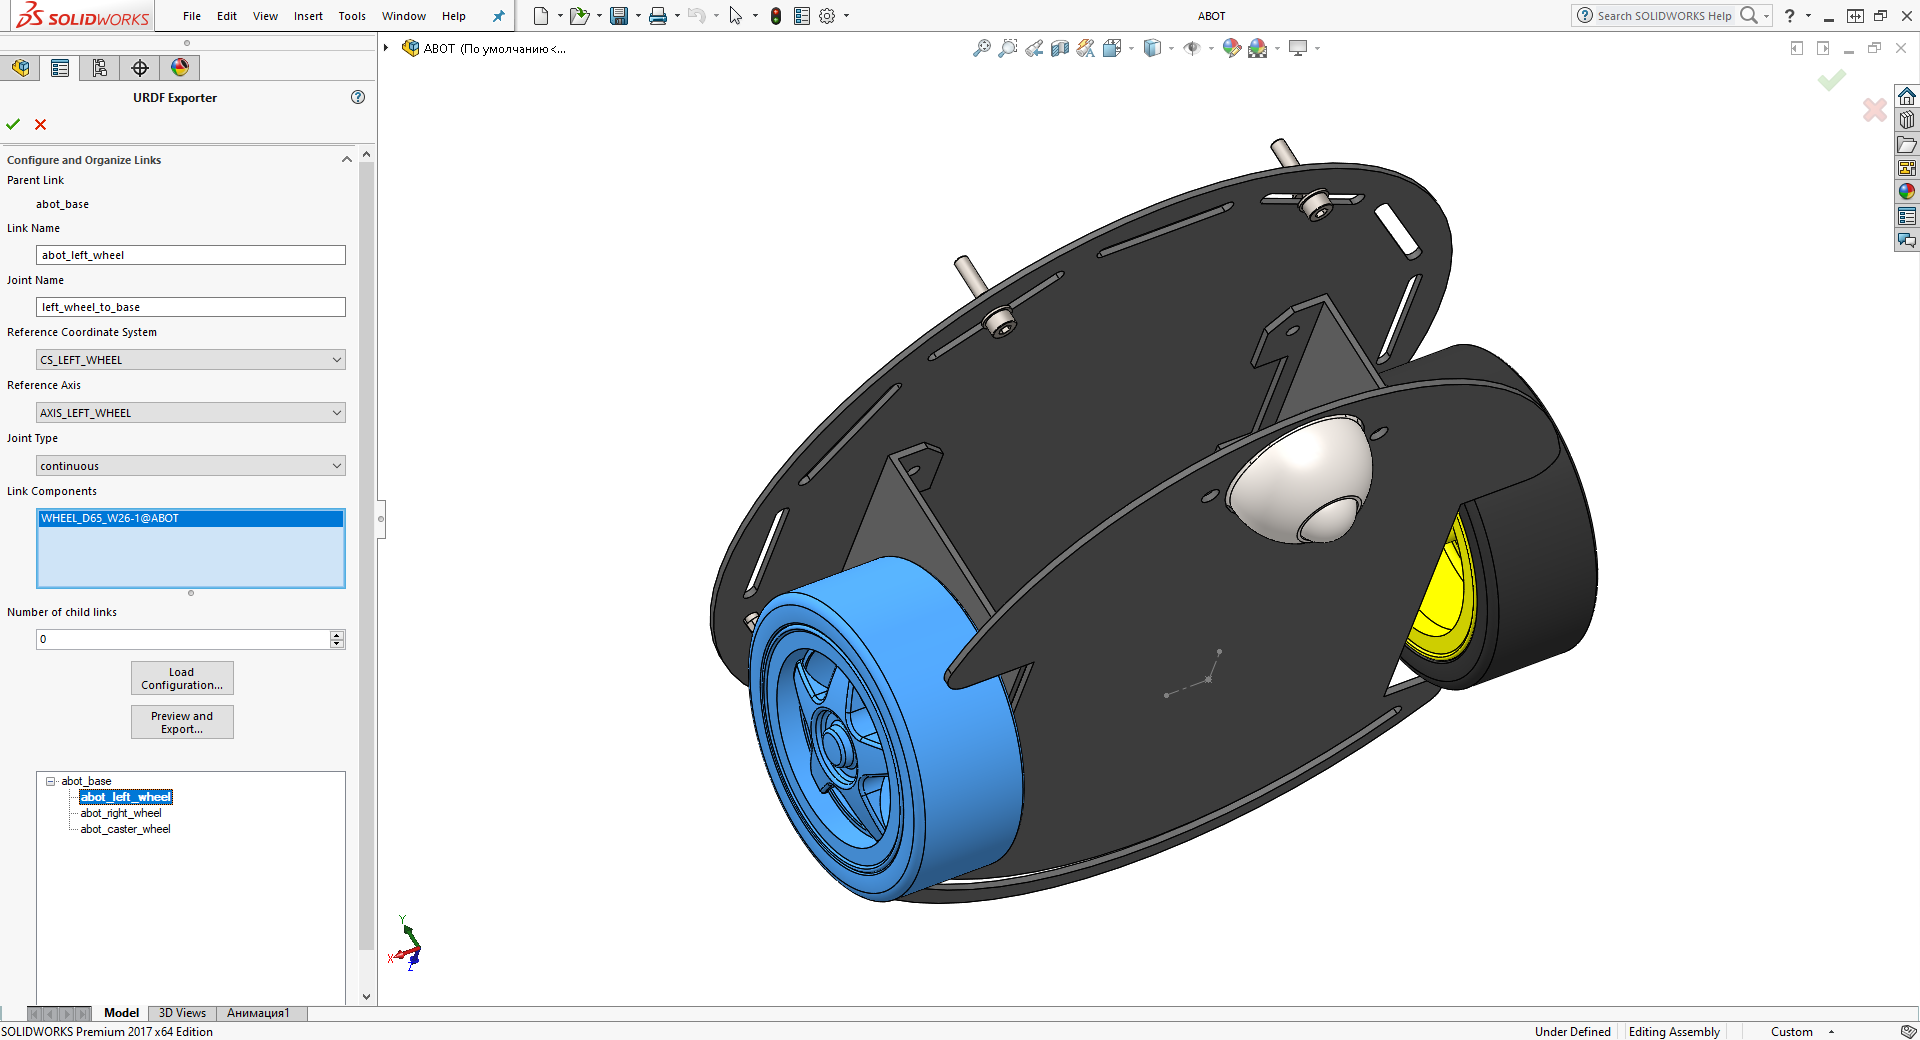 SOLIDWORKS
File Edit View Insert Tools Window Help
ABOT
Search SOLIDWORKS Help
ABOT (По умолчанию<...
URDF Exporter
Configure and Organize Links
Parent Link
abot_base
Link Name
abot_left_wheel
Joint Name
left_wheel_to_base
Reference Coordinate System
CS_LEFT_WHEEL
Reference Axis
AXIS_LEFT_WHEEL
Joint Type
continuous
Link Components
WHEEL_D65_W26-1@ABOT
Number of child links
0
Load
Configuration...
Preview and
Export...
abot_base
abot_left_wheel
abot_right_wheel
abot_caster_wheel
Y
X
Z
Model 3D Views Анимация1
SOLIDWORKS Premium 2017 x64 Edition
Under Defined Editing Assembly Custom